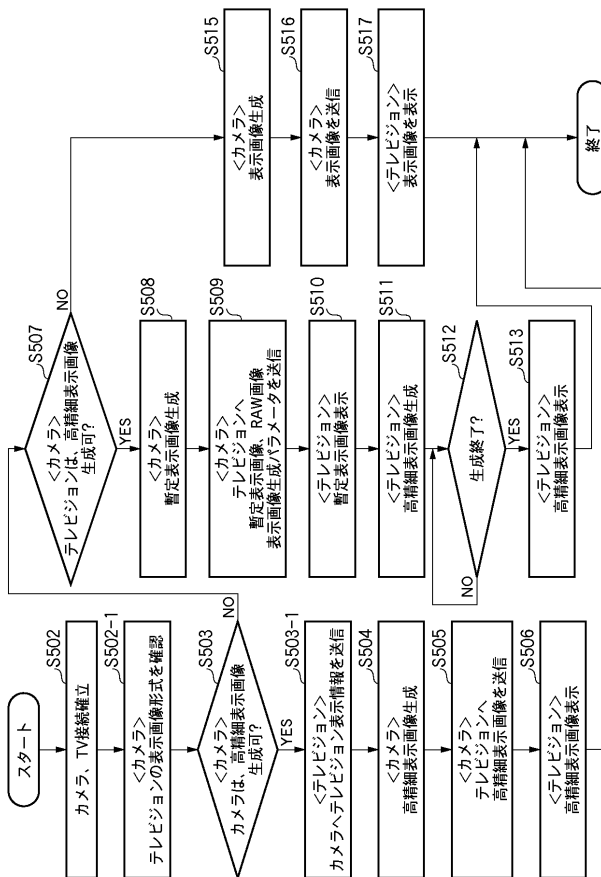 スタート
S502
カメラ、TV接続確立
S502-1
<カメラ>
テレビジョンの表示画像形式を確認
S503
<カメラ>
カメラは、高精細表示画像
生成可?
NO
YES
S503-1
<テレビジョン>
カメラへテレビジョン表示情報を送信
S504
<カメラ>
高精細表示画像生成
S505
<カメラ>
テレビジョンへ
高精細表示画像を送信
S506
<テレビジョン>
高精細表示画像表示
S507
<カメラ>
テレビジョンは、高精細表示画像
生成可?
NO
YES
S508
<カメラ>
暫定表示画像生成
S509
<カメラ>
テレビジョンへ
暫定表示画像、RAW画像
表示画像生成パラメータを送信
S510
<テレビジョン>
暫定表示画像表示
S511
<テレビジョン>
高精細表示画像生成
S512
生成終了?
NO
YES
S513
<テレビジョン>
高精細表示画像表示
S515
<カメラ>
表示画像生成
S516
<カメラ>
表示画像を送信
S517
<テレビジョン>
表示画像を表示
終了